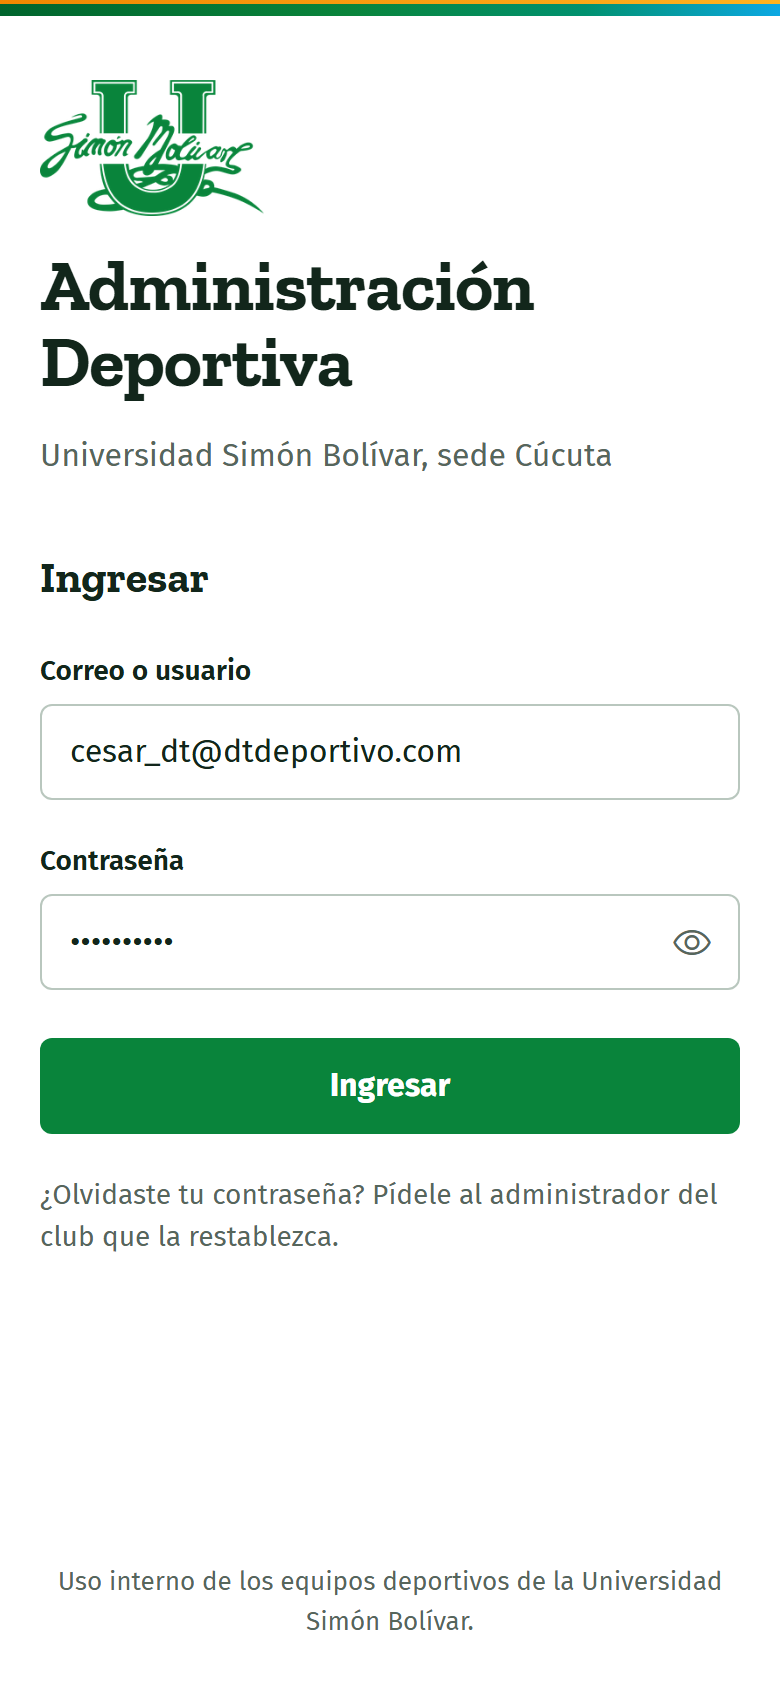 U
Simón Bolívar
Administración
Deportiva
Universidad Simón Bolívar, sede Cúcuta
Ingresar
Correo o usuario
cesar_dt@dtdeportivo.com
Contraseña
••••••••••
Ingresar
¿Olvidaste tu contraseña? Pídele al administrador del
club que la restablezca.
Uso interno de los equipos deportivos de la Universidad
Simón Bolívar.